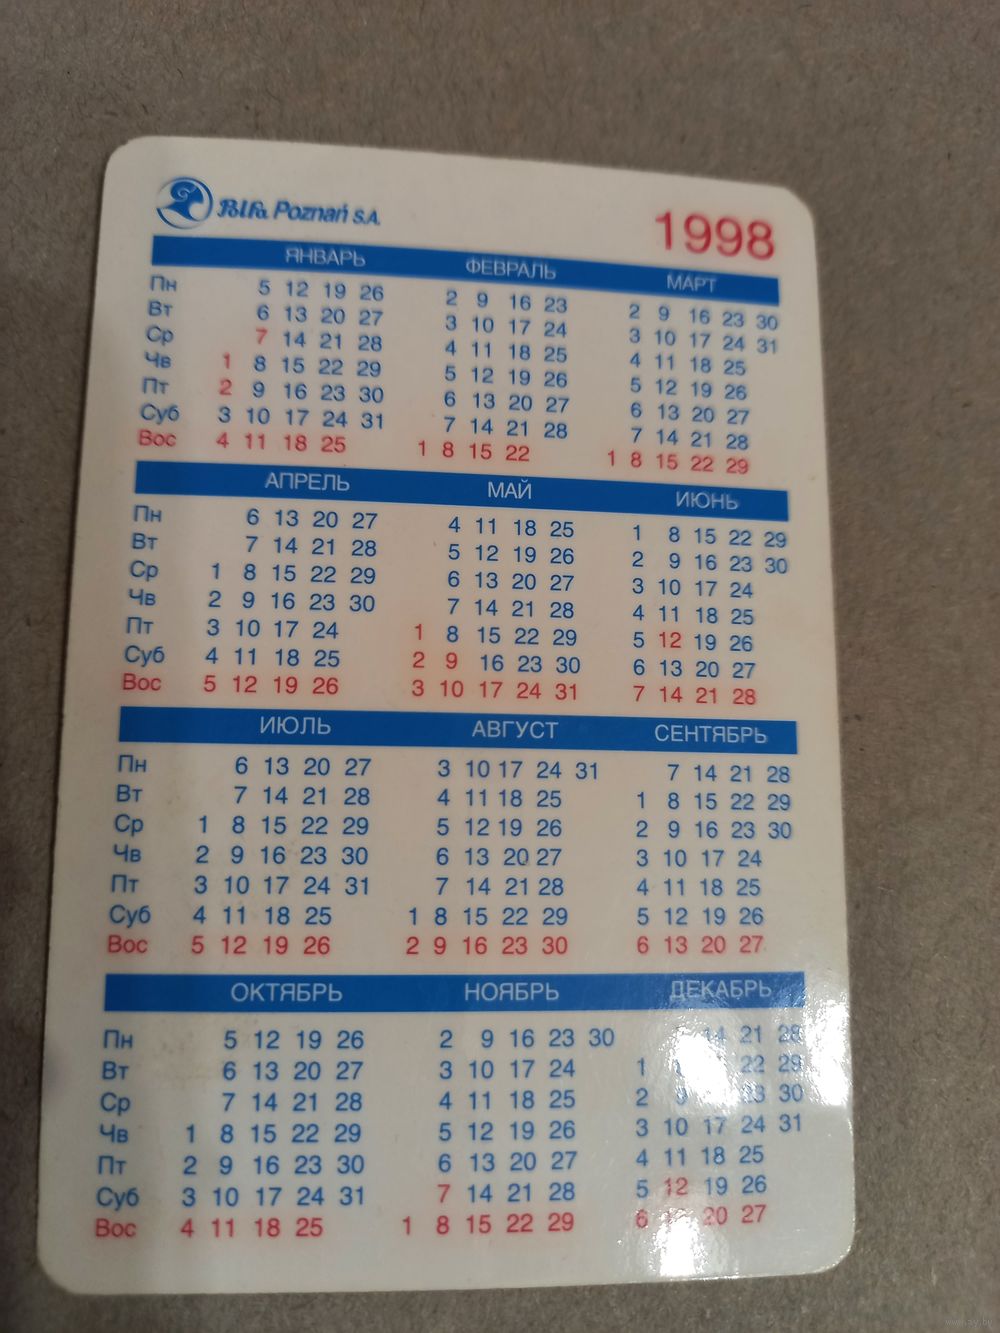 Polfa Poznań S.A.
1998
ЯНВАРЬ ФЕВРАЛЬ МАРТ
Пн 5 12 19 26 2 9 16 23 2 9 16 23 30
Вт 6 13 20 27 3 10 17 24 3 10 17 24 31
Ср 7 14 21 28 4 11 18 25 4 11 18 25
Чв 1 8 15 22 29 5 12 19 26 5 12 19 26
Пт 2 9 16 23 30 6 13 20 27 6 13 20 27
Суб 3 10 17 24 31 7 14 21 28 7 14 21 28
Вос 4 11 18 25 1 8 15 22 1 8 15 22 29
АПРЕЛЬ МАЙ ИЮНЬ
Пн 6 13 20 27 4 11 18 25 1 8 15 22 29
Вт 7 14 21 28 5 12 19 26 2 9 16 23 30
Ср 1 8 15 22 29 6 13 20 27 3 10 17 24
Чв 2 9 16 23 30 7 14 21 28 4 11 18 25
Пт 3 10 17 24 1 8 15 22 29 5 12 19 26
Суб 4 11 18 25 2 9 16 23 30 6 13 20 27
Вос 5 12 19 26 3 10 17 24 31 7 14 21 28
ИЮЛЬ АВГУСТ СЕНТЯБРЬ
Пн 6 13 20 27 3 10 17 24 31 7 14 21 28
Вт 7 14 21 28 4 11 18 25 1 8 15 22 29
Ср 1 8 15 22 29 5 12 19 26 2 9 16 23 30
Чв 2 9 16 23 30 6 13 20 27 3 10 17 24
Пт 3 10 17 24 31 7 14 21 28 4 11 18 25
Суб 4 11 18 25 1 8 15 22 29 5 12 19 26
Вос 5 12 19 26 2 9 16 23 30 6 13 20 27
ОКТЯБРЬ НОЯБРЬ ДЕКАБРЬ
Пн 5 12 19 26 2 9 16 23 30 14 21 28
Вт 6 13 20 27 3 10 17 24 1 22 29
Ср 7 14 21 28 4 11 18 25 2 9 23 30
Чв 1 8 15 22 29 5 12 19 26 3 10 17 24 31
Пт 2 9 16 23 30 6 13 20 27 4 11 18 25
Суб 3 10 17 24 31 7 14 21 28 5 12 19 26
Вос 4 11 18 25 1 8 15 22 29 6 20 27